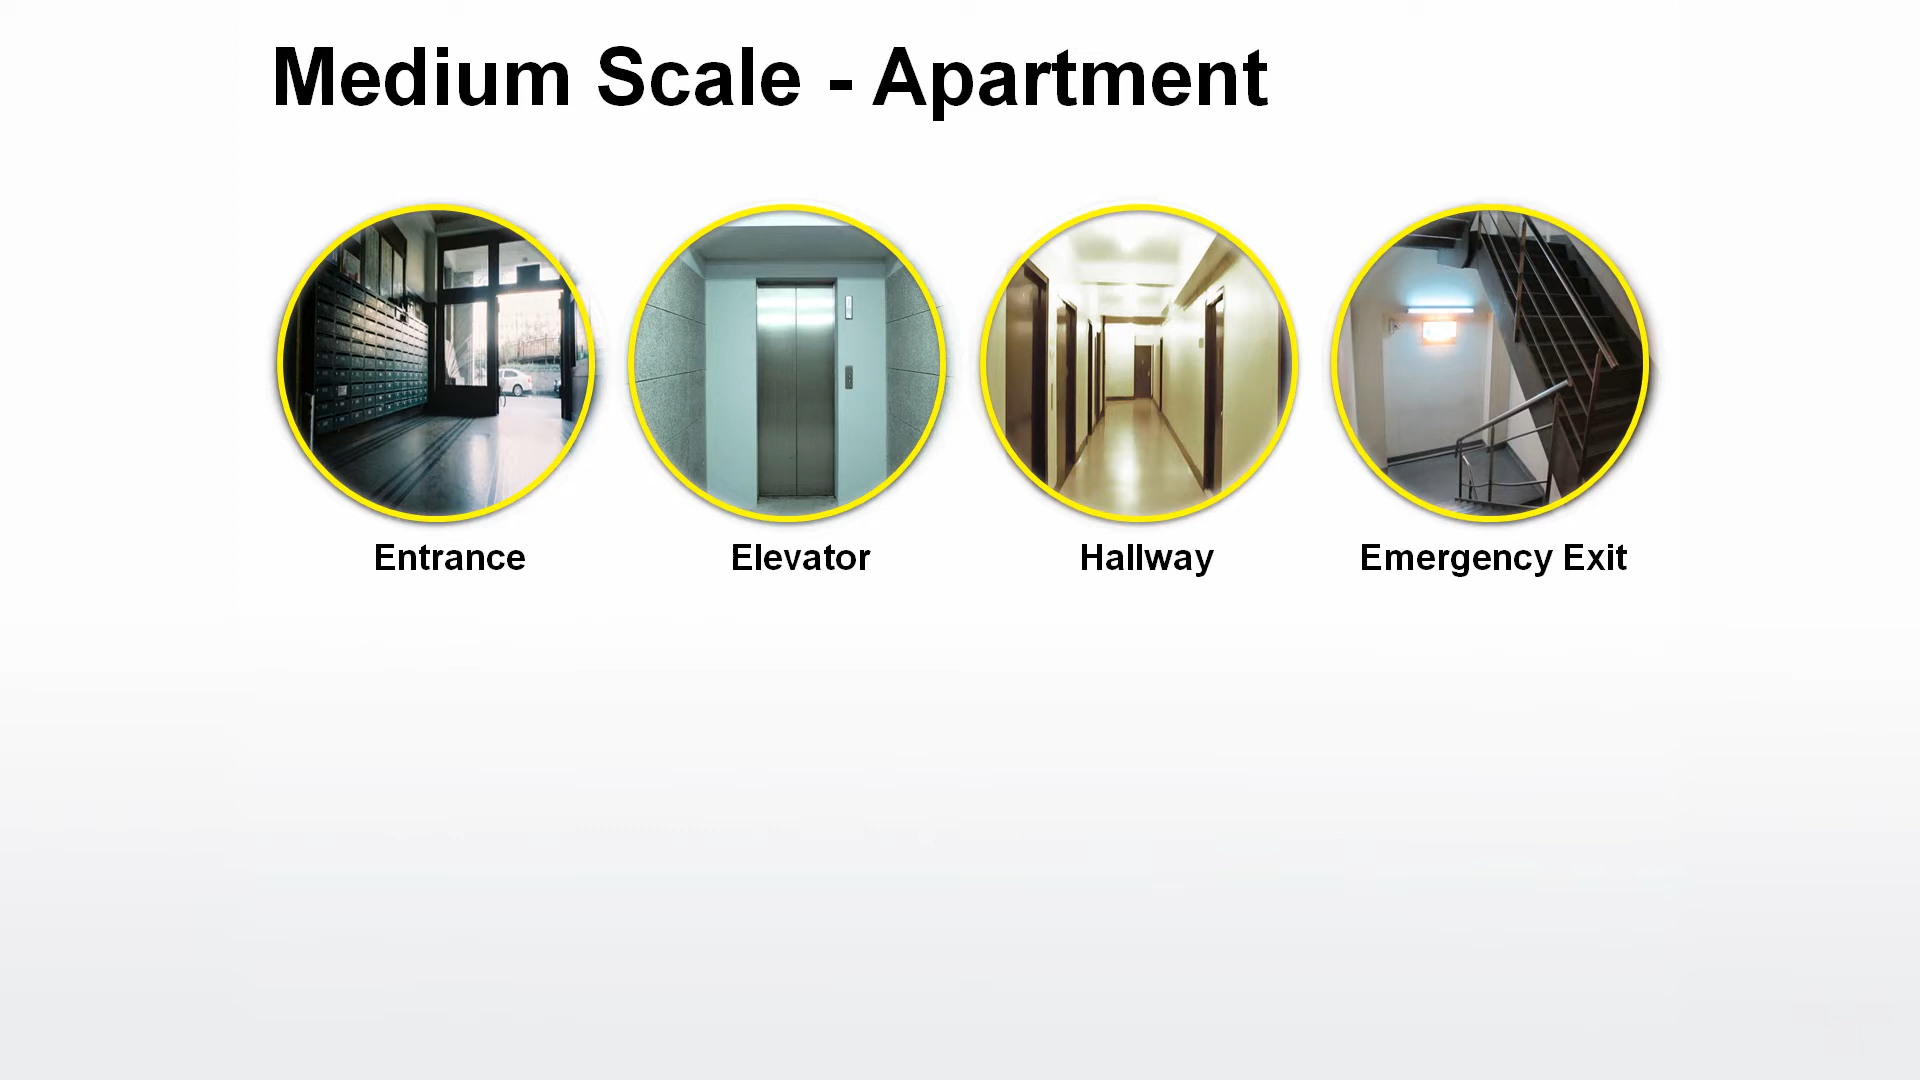 Medium Scale - Apartment
Entrance
Elevator
Hallway
Emergency Exit